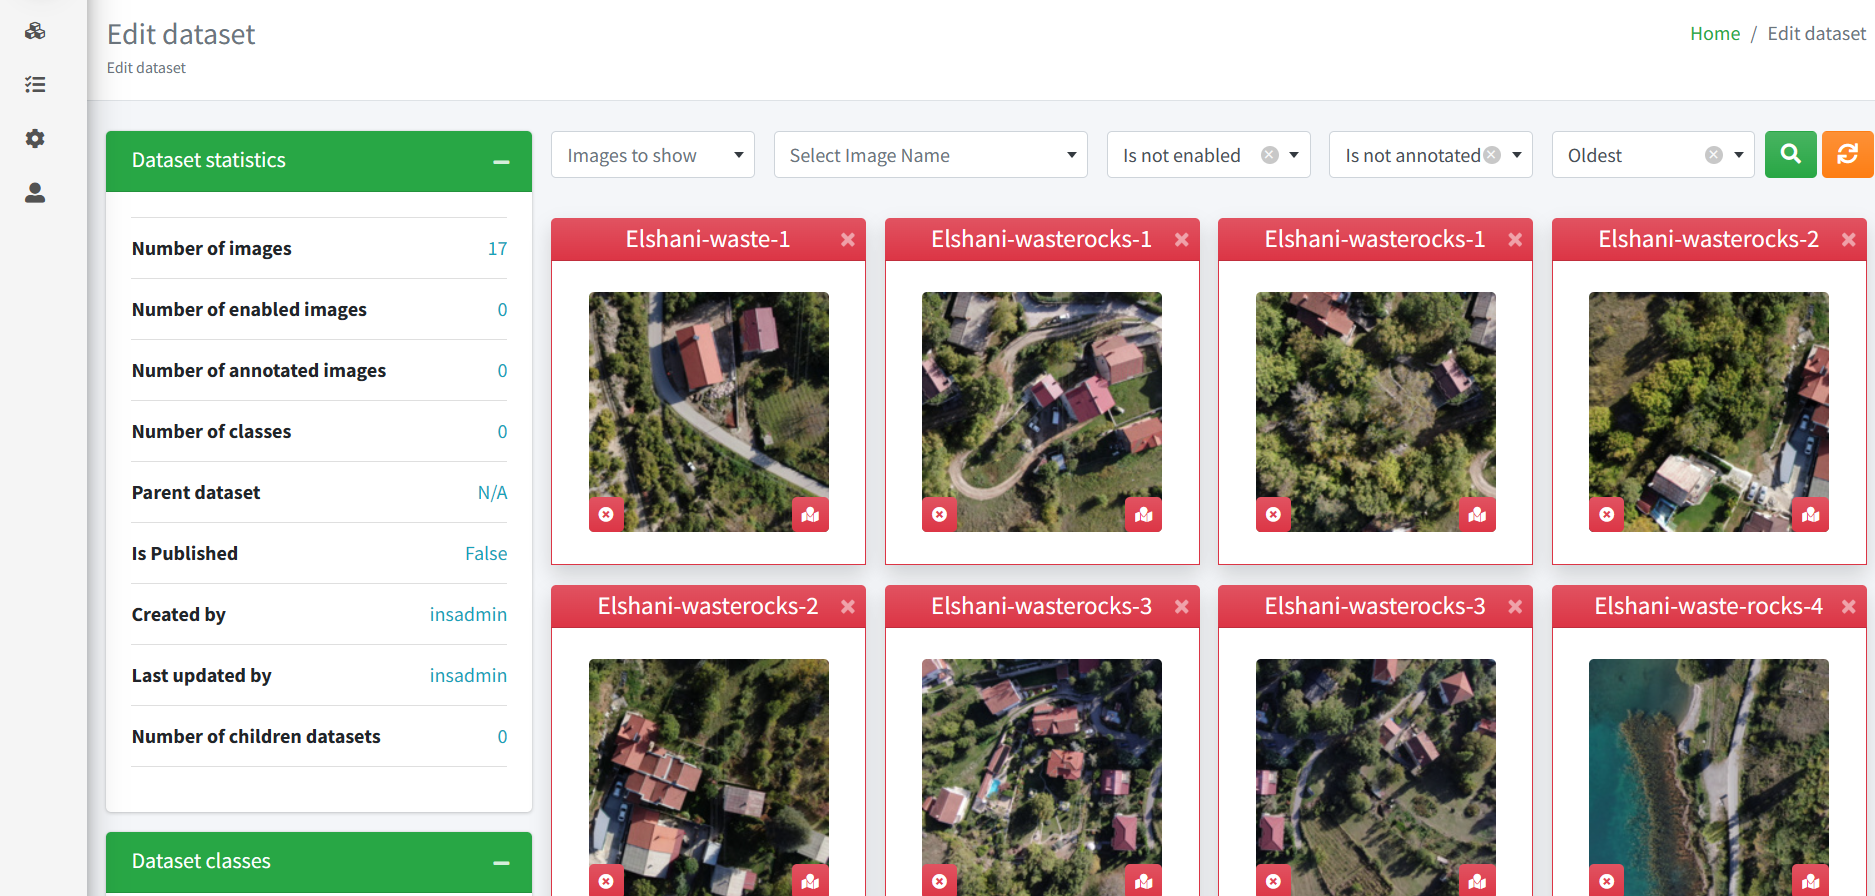 Edit dataset
Edit dataset
Home / Edit dataset
Dataset statistics
Number of images 17
Number of enabled images 0
Number of annotated images 0
Number of classes 0
Parent dataset N/A
Is Published False
Created by insadmin
Last updated by insadmin
Number of children datasets 0
Dataset classes
Images to show Select Image Name Is not enabled Is not annotated Oldest
Elshani-waste-1 Elshani-wasterocks-1 Elshani-wasterocks-1 Elshani-wasterocks-2
Elshani-wasterocks-2 Elshani-wasterocks-3 Elshani-wasterocks-3 Elshani-waste-rocks-4